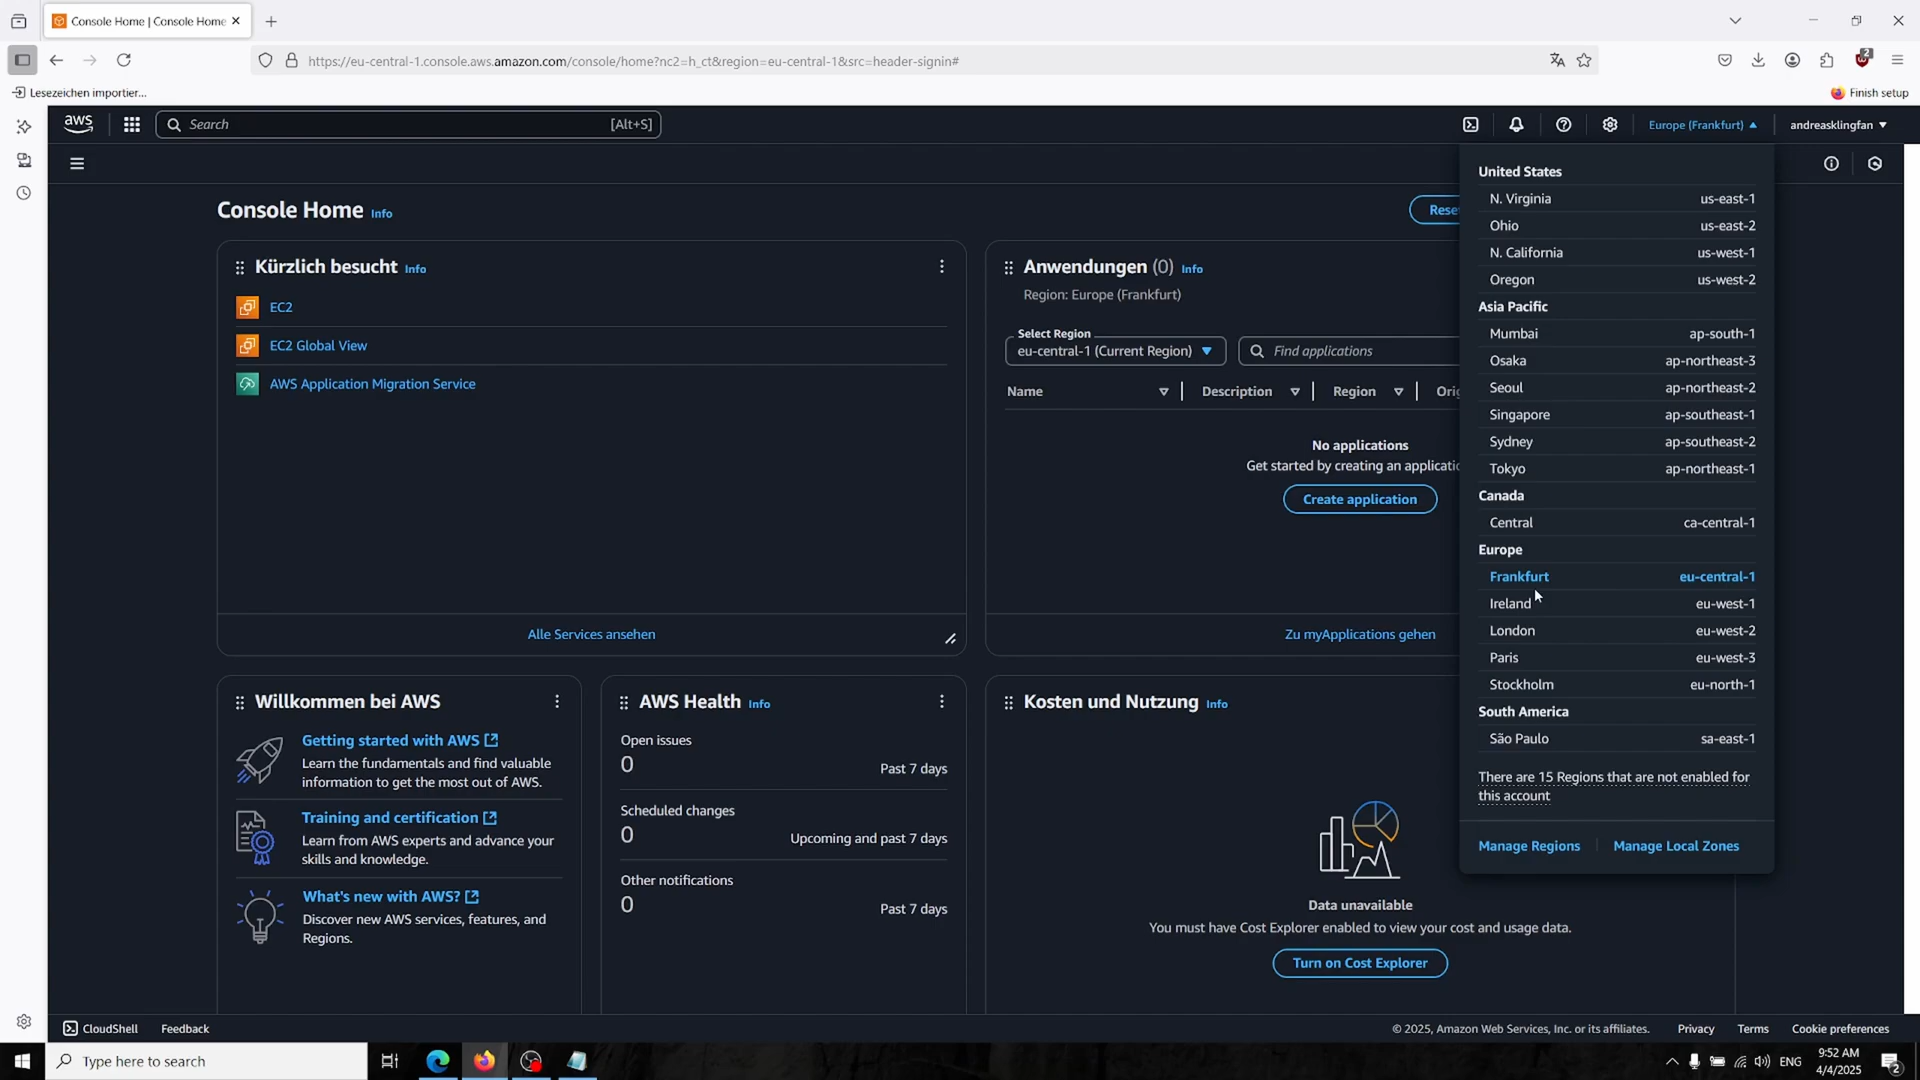 Console Home | Console Home
https://eu-central-1.console.aws.amazon.com/console/home?nc2=h_ct&region=eu-central-1&src=header-signin#
2
Lesezeichen importier...
Finish setup
aws
Search
[Alt+S]
Europe (Frankfurt)
andreasklingfan
Console Home Info
Rese
Kürzlich besucht Info
EC2
EC2 Global View
AWS Application Migration Service
Alle Services ansehen
Anwendungen (0) Info
Region: Europe (Frankfurt)
Select Region
eu-central-1 (Current Region)
Find applications
Name
Description
Region
Orig
No applications
Get started by creating an applicatio
Create application
Zu myApplications gehen
United States
N. Virginia us-east-1
Ohio us-east-2
N. California us-west-1
Oregon us-west-2
Asia Pacific
Mumbai ap-south-1
Osaka ap-northeast-3
Seoul ap-northeast-2
Singapore ap-southeast-1
Sydney ap-southeast-2
Tokyo ap-northeast-1
Canada
Central ca-central-1
Europe
Frankfurt eu-central-1
Ireland eu-west-1
London eu-west-2
Paris eu-west-3
Stockholm eu-north-1
South America
São Paulo sa-east-1
There are 15 Regions that are not enabled for
this account
Manage Regions
Manage Local Zones
Willkommen bei AWS
Getting started with AWS
Learn the fundamentals and find valuable
information to get the most out of AWS.
Training and certification
Learn from AWS experts and advance your
skills and knowledge.
What's new with AWS?
Discover new AWS services, features, and
Regions.
AWS Health Info
Open issues
0
Past 7 days
Scheduled changes
0
Upcoming and past 7 days
Other notifications
0
Past 7 days
Kosten und Nutzung Info
Data unavailable
You must have Cost Explorer enabled to view your cost and usage data.
Turn on Cost Explorer
CloudShell
Feedback
© 2025, Amazon Web Services, Inc. or its affiliates.
Privacy
Terms
Cookie preferences
Type here to search
ENG
9:52 AM
4/4/2025
2